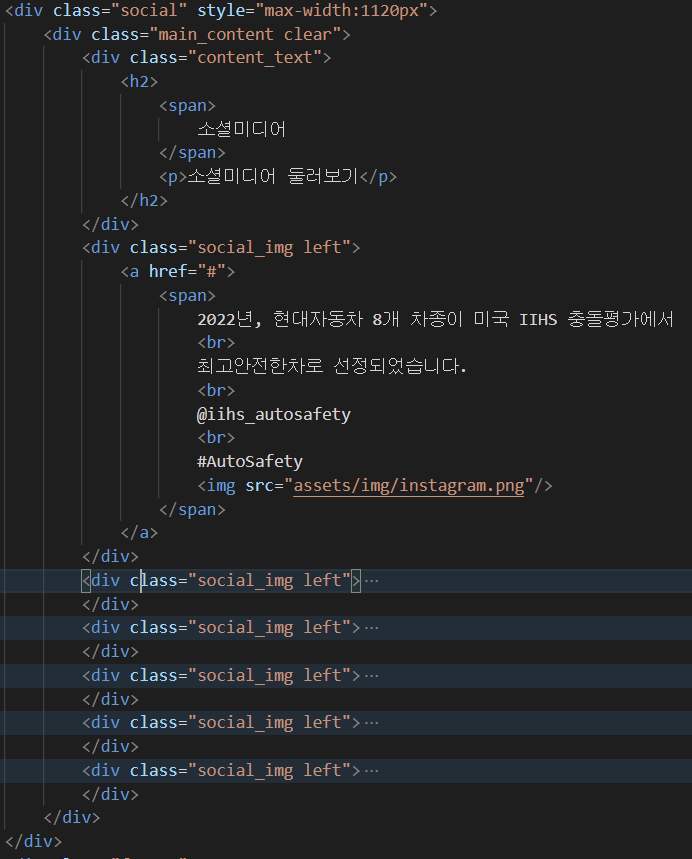 <div class="social" style="max-width:1120px">
<div class="main_content clear">
<div class="content_text">
<h2>
<span>
소셜미디어
</span>
<p>소셜미디어 둘러보기</p>
</h2>
</div>
<div class="social_img left">
<a href="#">
<span>
2022년, 현대자동차 8개 차종이 미국 IIHS 충돌평가에서
<br>
최고안전한차로 선정되었습니다.
<br>
@iihs_autosafety
<br>
#AutoSafety
<img src="assets/img/instagram.png"/>
</span>
</a>
</div>
<div class="social_img left">…
</div>
<div class="social_img left">…
</div>
<div class="social_img left">…
</div>
<div class="social_img left">…
</div>
<div class="social_img left">…
</div>
</div>
</div>